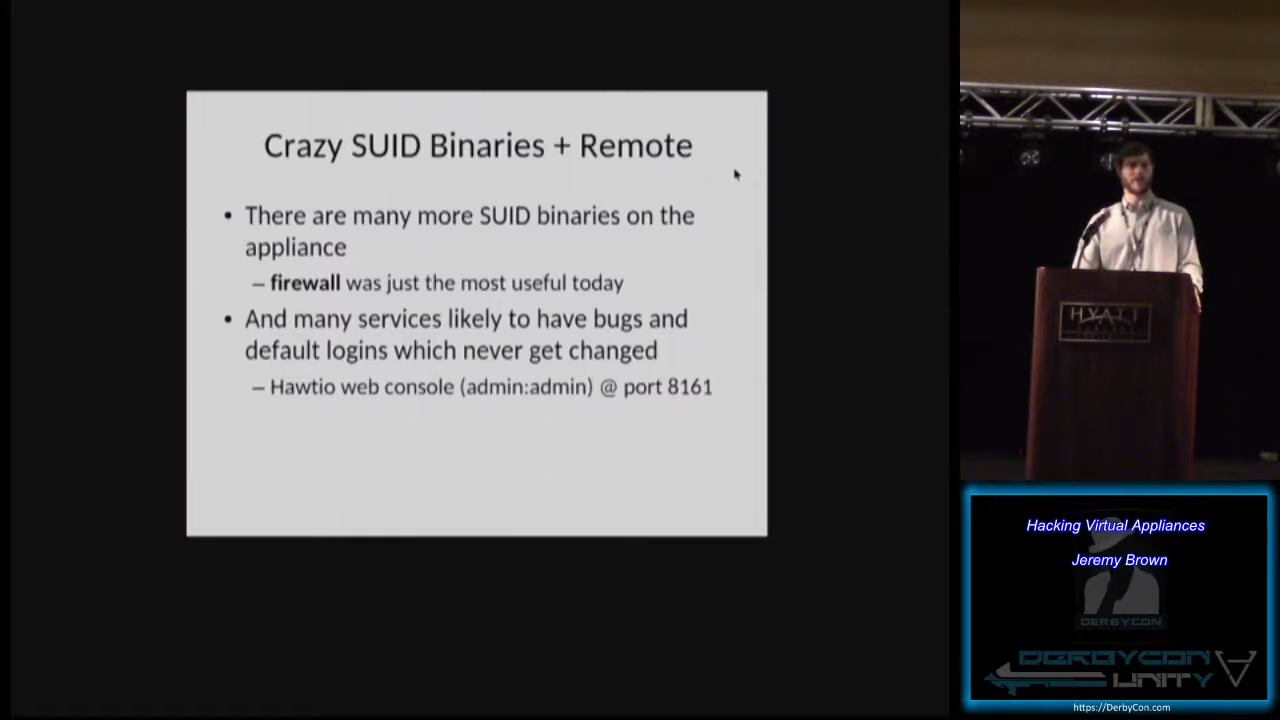 Crazy SUID Binaries + Remote
• There are many more SUID binaries on the
appliance
– firewall was just the most useful today
• And many services likely to have bugs and
default logins which never get changed
– Hawtio web console (admin:admin) @ port 8161
HYATT
Hacking Virtual Appliances
Jeremy Brown
DERBYCON
DERBYCON
UNITY
https://DerbyCon.com